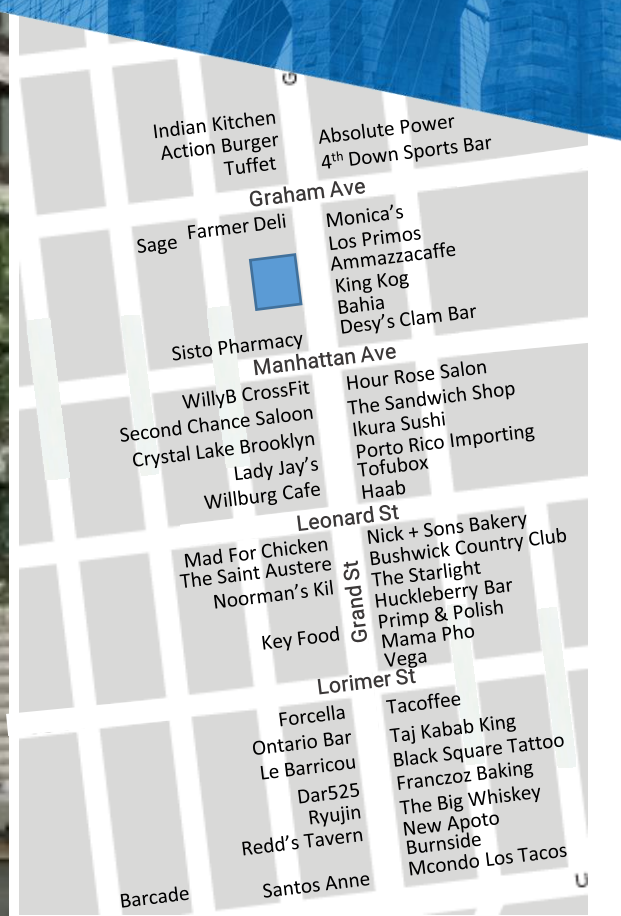 G
Indian Kitchen
Action Burger
Tuffet
Absolute Power
4th Down Sports Bar
Graham Ave
Sage
Farmer Deli
Monica's
Los Primos
Ammazzacaffe
King Kog
Bahia
Desy's Clam Bar
Sisto Pharmacy
Manhattan Ave
WillyB CrossFit
Second Chance Saloon
Crystal Lake Brooklyn
Lady Jay's
Willburg Cafe
Hour Rose Salon
The Sandwich Shop
Ikura Sushi
Porto Rico Importing
Tofubox
Haab
Leonard St
Mad For Chicken
The Saint Austere
Noorman's Kil
Key Food
Grand St
Nick + Sons Bakery
Bushwick Country Club
The Starlight
Huckleberry Bar
Primp & Polish
Mama Pho
Vega
Lorimer St
Forcella
Ontario Bar
Le Barricou
Dar525
Ryujin
Redd's Tavern
Santos Anne
Barcade
Tacoffee
Taj Kabab King
Black Square Tattoo
Franczoz Baking
The Big Whiskey
New Apoto
Burnside
Mcondo Los Tacos